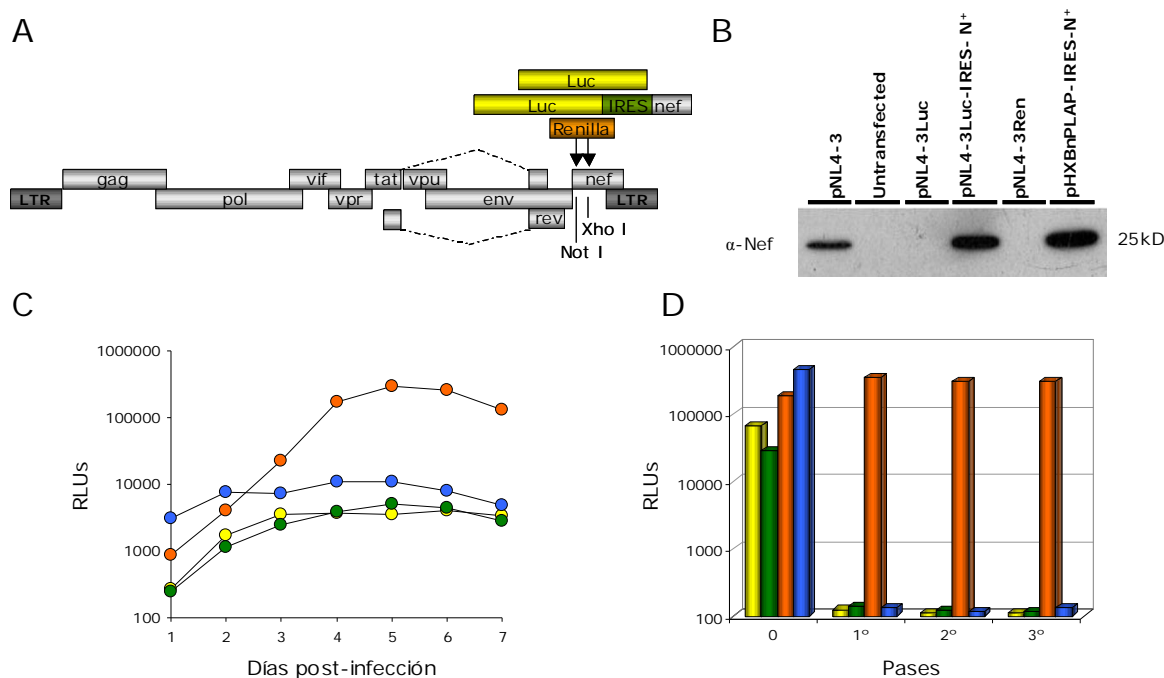 A
Luc
Luc IRES nef
Renilla
gag vif tat vpu nef
LTR pol vpr env LTR
rev
Xho I
Not I
B
pNL4-3
Untransfected
pNL4-3Luc
pNL4-3Luc-IRES-N+
pNL4-3Ren
pHXBnPLAP-IRES-N+
α-Nef
25kD
C
RLUs
1000000
100000
10000
1000
100
1 2 3 4 5 6 7
Días post-infección
D
RLUs
1000000
100000
10000
1000
100
0 1º 2º 3º
Pases